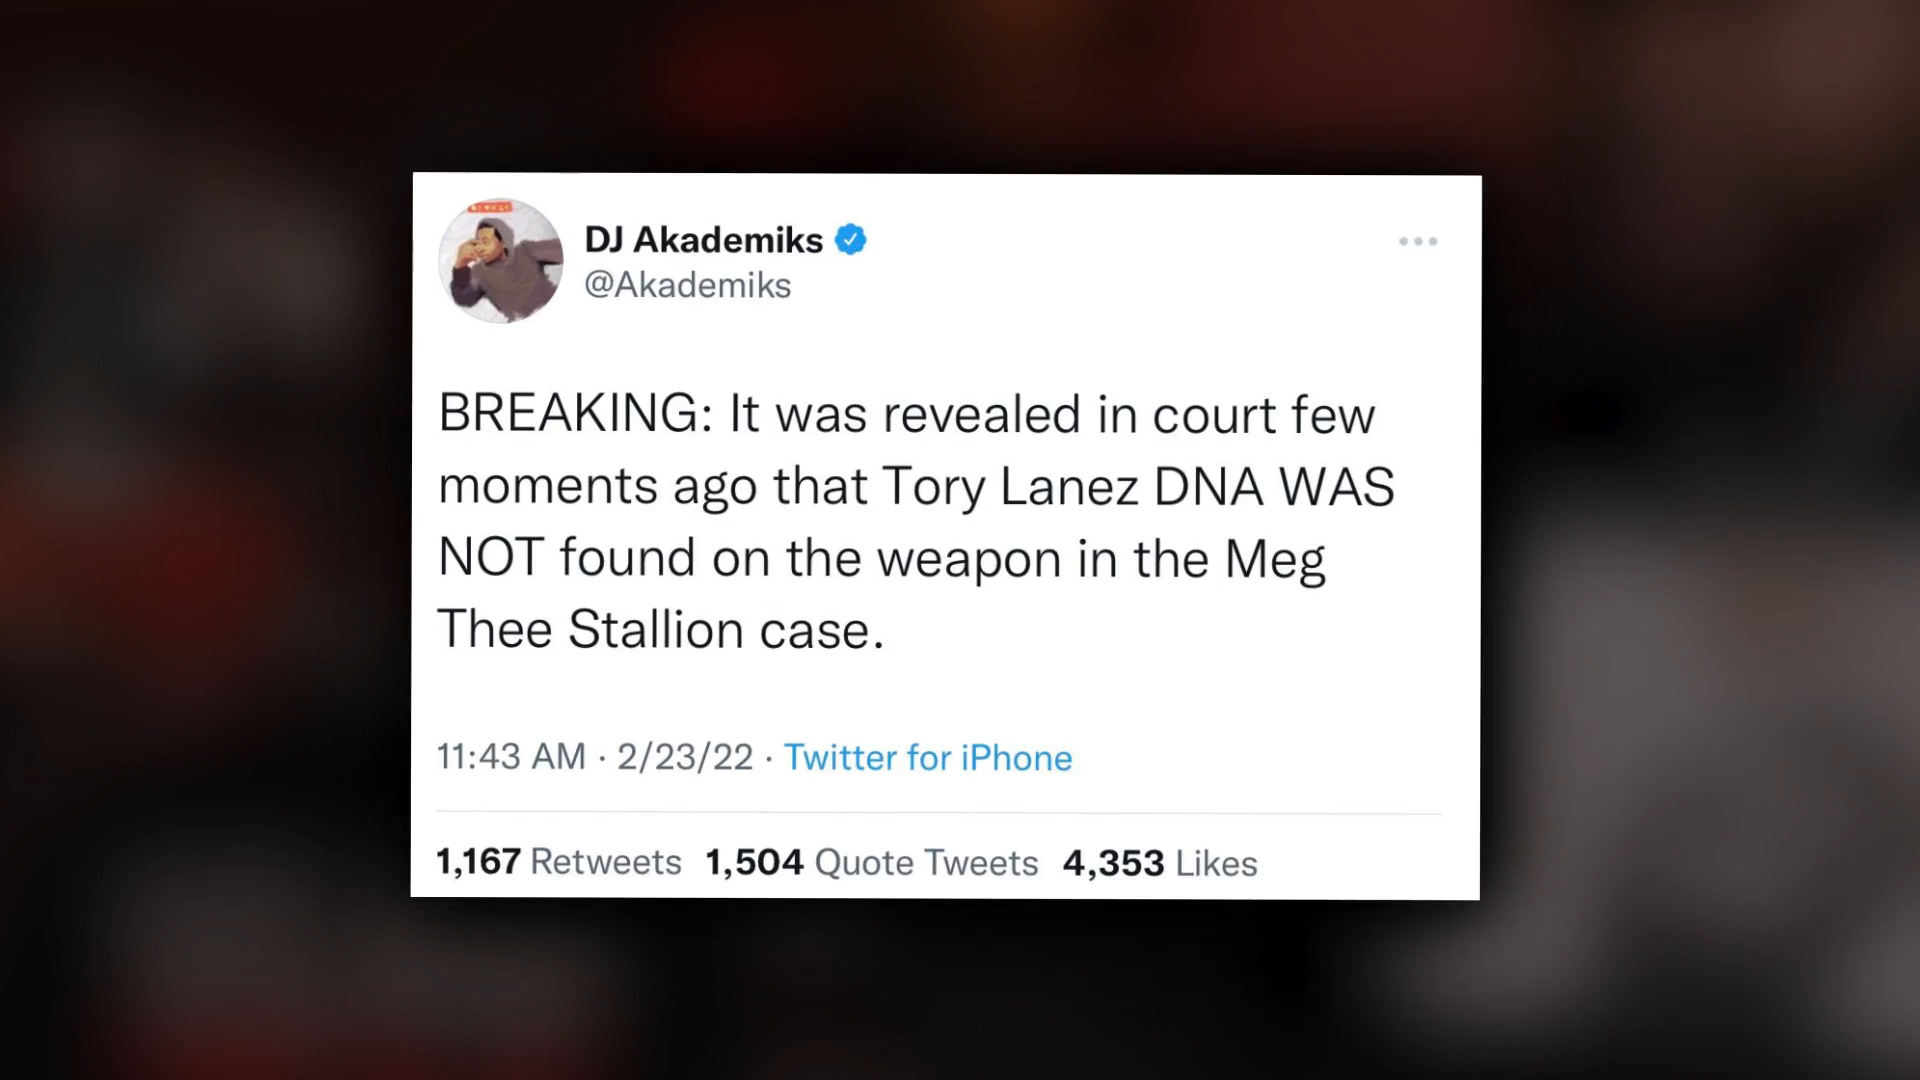 DJ Akademiks
@Akademiks
BREAKING: It was revealed in court few
moments ago that Tory Lanez DNA WAS
NOT found on the weapon in the Meg
Thee Stallion case.
11:43 AM · 2/23/22 · Twitter for iPhone
1,167 Retweets 1,504 Quote Tweets 4,353 Likes